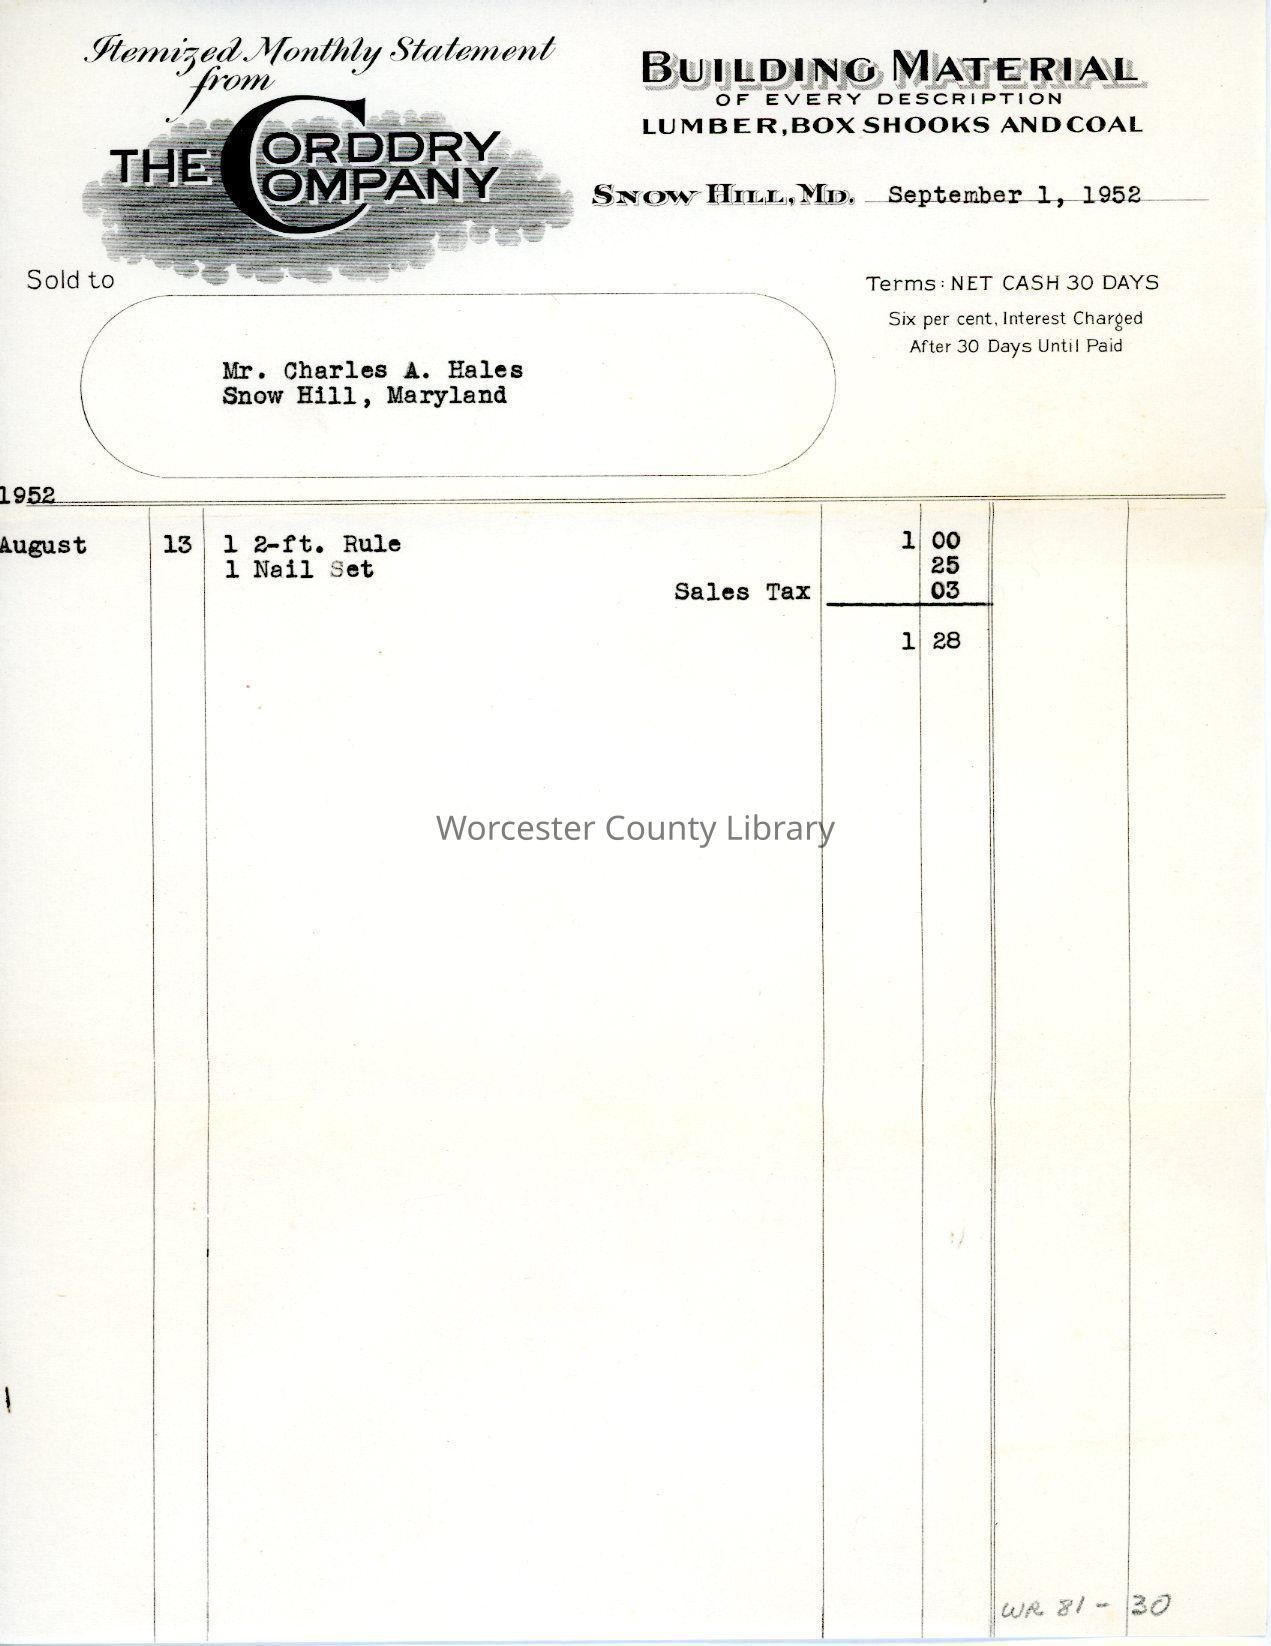 Itemized Monthly Statement
from
THE CORDDRY COMPANY
BUILDING MATERIAL
OF EVERY DESCRIPTION
LUMBER, BOX SHOOKS AND COAL
SNOW HILL, MD. September 1, 1952
Sold to
Terms: NET CASH 30 DAYS
Six per cent, Interest Charged
After 30 Days Until Paid
Mr. Charles A. Hales
Snow Hill, Maryland
1952
August 13 1 2-ft. Rule 1 00
1 Nail Set 25
Sales Tax 03
1 28
Worcester County Library
WR 81-30